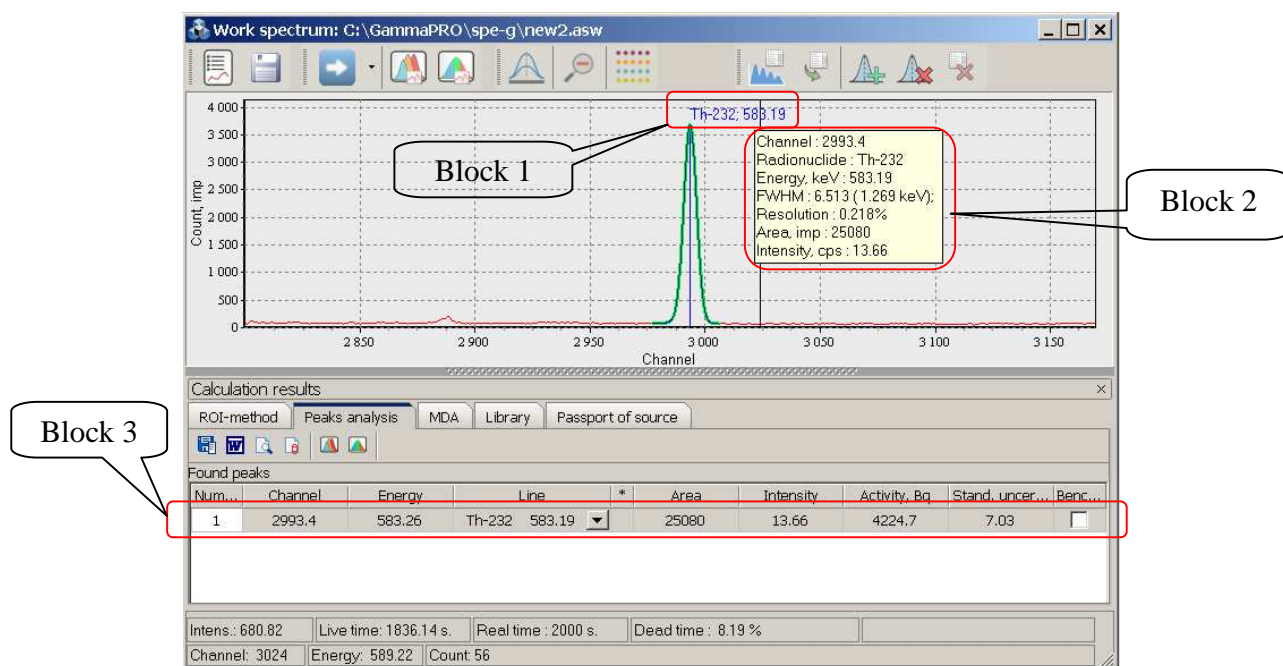 Work spectrum: C:\GammaPRO\spe-g\new2.asw
4 000
3 500
3 000
2 500
2 000
1 500
1 000
500
0
Count, imp
Th-232; 583.19
Block 1
Channel : 2993.4
Radionuclide : Th-232
Energy, keV : 583.19
FWHM : 6.513 ( 1.269 keV);
Resolution : 0.218%
Area, imp : 25080
Intensity, cps : 13.66
Block 2
2 850 2 900 2 950 3 000 3 050 3 100 3 150
Channel
Calculation results
ROI-method Peaks analysis MDA Library Passport of source
Block 3
Found peaks
Num... Channel Energy Line * Area Intensity Activity, Bq Stand. uncer... Benc...
1 2993.4 583.26 Th-232 583.19 25080 13.66 4224.7 7.03
Intens.: 680.82 Live time: 1836.14 s. Real time : 2000 s. Dead time : 8.19 %
Channel: 3024 Energy: 589.22 Count: 56